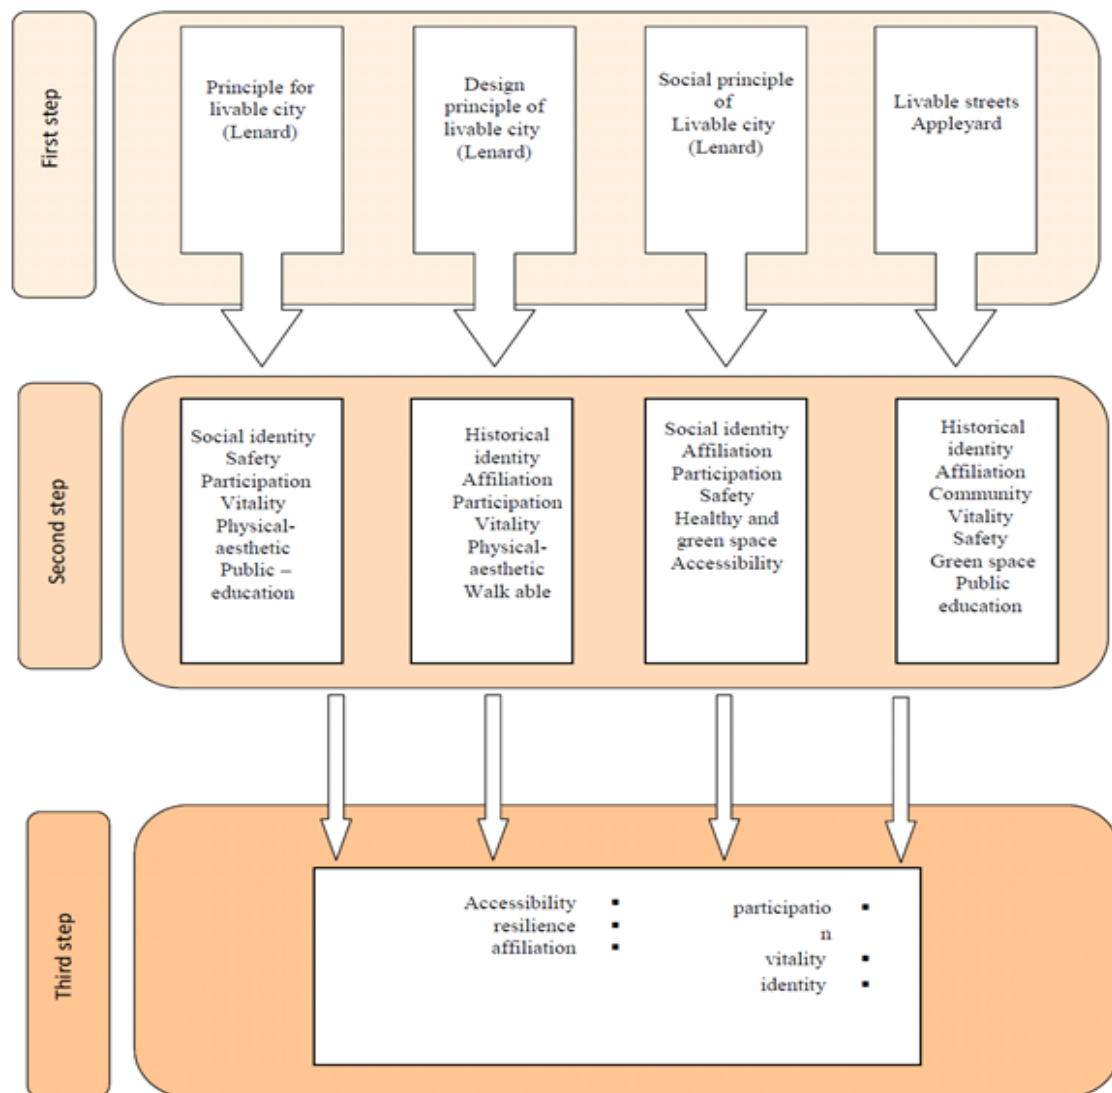 First step
Principle for
livable city
(Lenard)
Design
principle of
livable city
(Lenard)
Social principle
of
Livable city
(Lenard)
Livable streets
Appleyard
Second step
Social identity
Safety
Participation
Vitality
Physical-
aesthetic
Public –
education
Historical
identity
Affiliation
Participation
Vitality
Physical-
aesthetic
Walk able
Social identity
Affiliation
Participation
Safety
Healthy and
green space
Accessibility
Historical
identity
Affiliation
Community
Vitality
Safety
Green space
Public
education
Third step
Accessibility ▪
resilience ▪
affiliation ▪
participatio ▪
n
vitality ▪
identity ▪